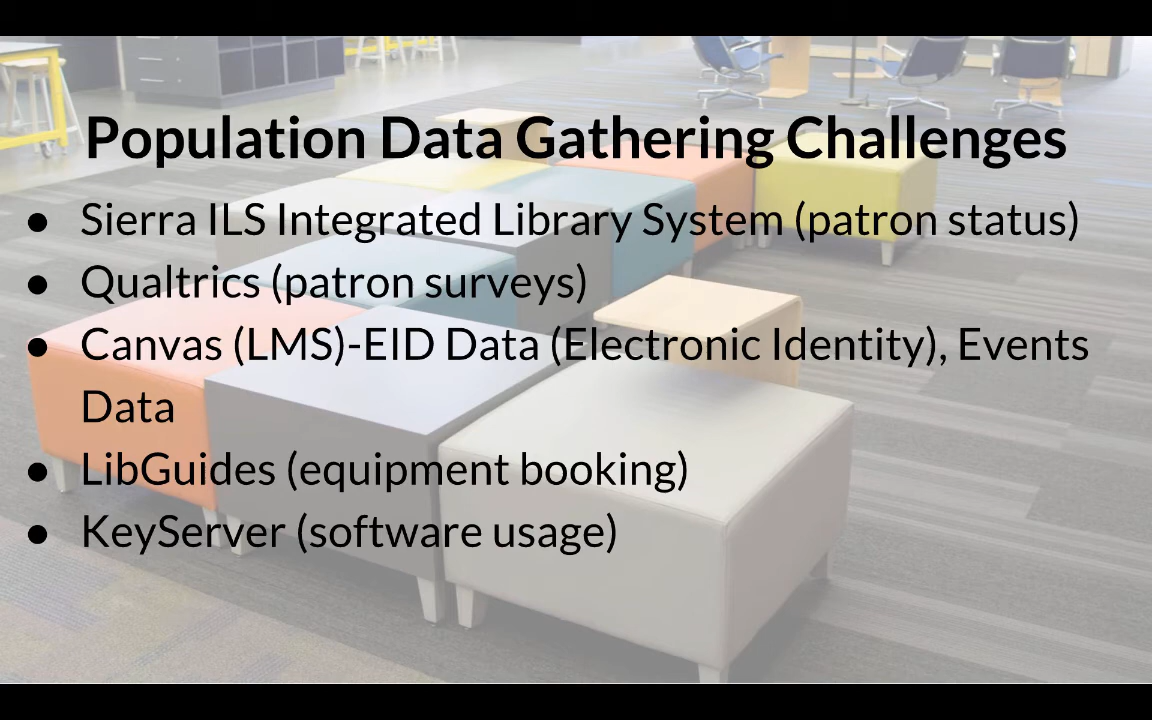 Population Data Gathering Challenges
● Sierra ILS Integrated Library System (patron status)
● Qualtrics (patron surveys)
● Canvas (LMS)-EID Data (Electronic Identity), Events
Data
● LibGuides (equipment booking)
● KeyServer (software usage)